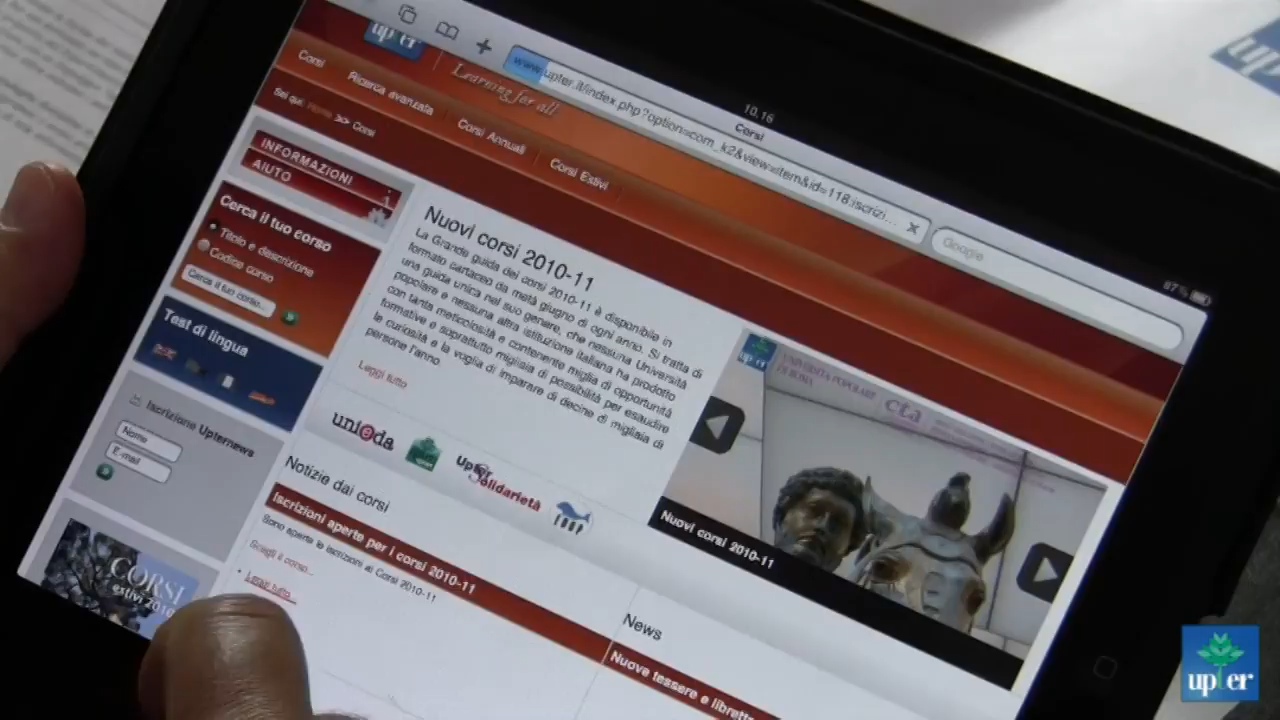 upter
Learning for all
10.16
Corsi
www.upter.it/index.php?option=com_k2&view=item&id=118:iscrizi...
Google
87%
Corsi
Ricerca avanzata
Corsi Annuali
Corsi Estivi
Sei qui: Home >> Corsi
INFORMAZIONI
AIUTO
Cerca il tuo corso
Titolo e descrizione
Codice corso
Cerca il tuo corso...
Test di lingua
Iscrizione Upternews
Nome
E-mail
CORSI
estivi 2010
Nuovi corsi 2010-11
La Grande guida dei corsi 2010-11 è disponibile in
formato cartaceo da metà giugno di ogni anno. Si tratta di
una guida unica nel suo genere, che nessuna Università
popolare e nessuna altra istituzione italiana ha prodotto
con tanta meticolosità e contenente miglia di opportunità
formative e soprattutto migliaia di possibilità per esaudire
la curiosità e la voglia di imparare di decine di migliaia di
persone l'anno.
Leggi tutto
unieda
upter
Upter
Solidarietà
UNIVERSITÀ POPOLARE
DI ROMA
cta
Nuovi corsi 2010-11
Notizie dai corsi
Iscrizioni aperte per i corsi 2010-11
Sono aperte le iscrizioni ai Corsi 2010-11
Scegli il corso...
Leggi tutto...
News
Nuove tessere e librett
up
upter